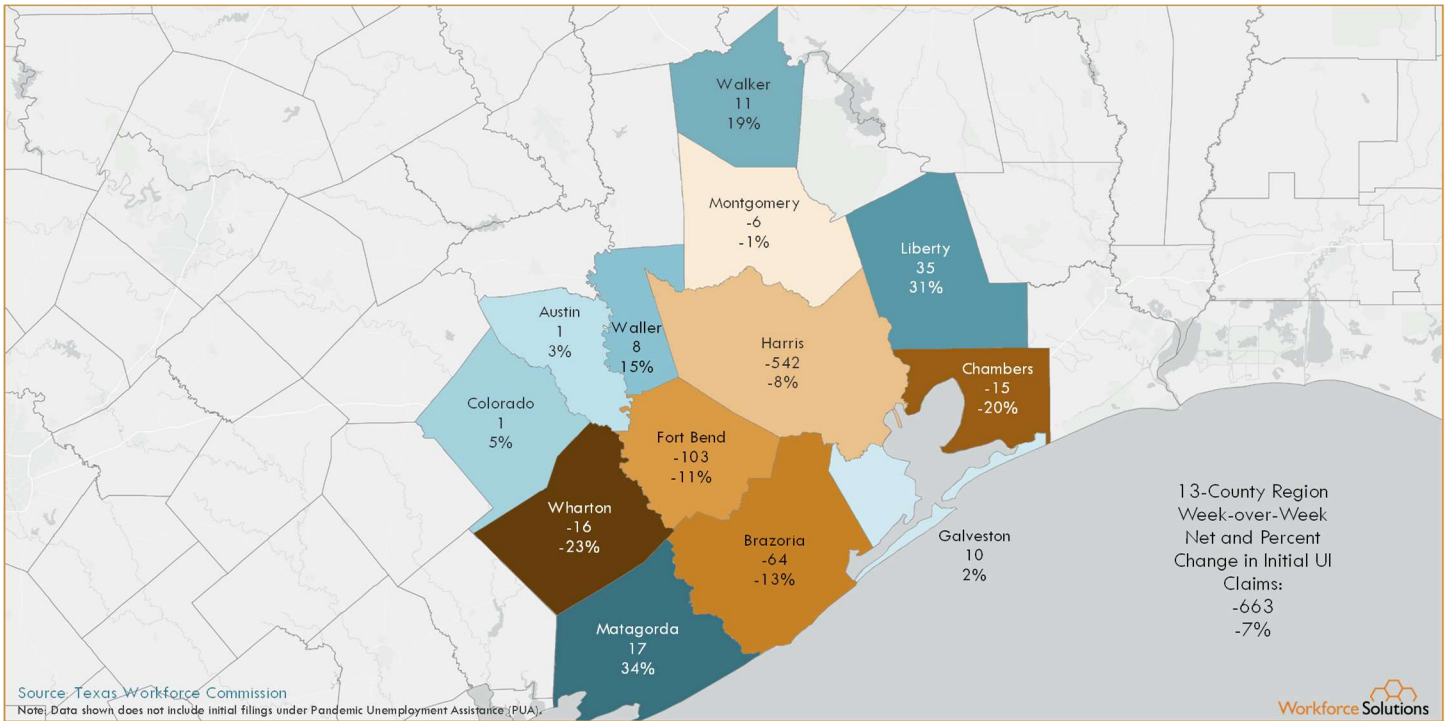 Walker
11
19%
Montgomery
-6
-1%
Liberty
35
31%
Austin
1
3%
Waller
8
15%
Harris
-542
-8%
Chambers
-15
-20%
Colorado
1
5%
Fort Bend
-103
-11%
Wharton
-16
-23%
Brazoria
-64
-13%
Galveston
10
2%
Matagorda
17
34%
13-County Region
Week-over-Week
Net and Percent
Change in Initial UI
Claims:
-663
-7%
Source: Texas Workforce Commission
Note: Data shown does not include initial filings under Pandemic Unemployment Assistance (PUA).
Workforce Solutions